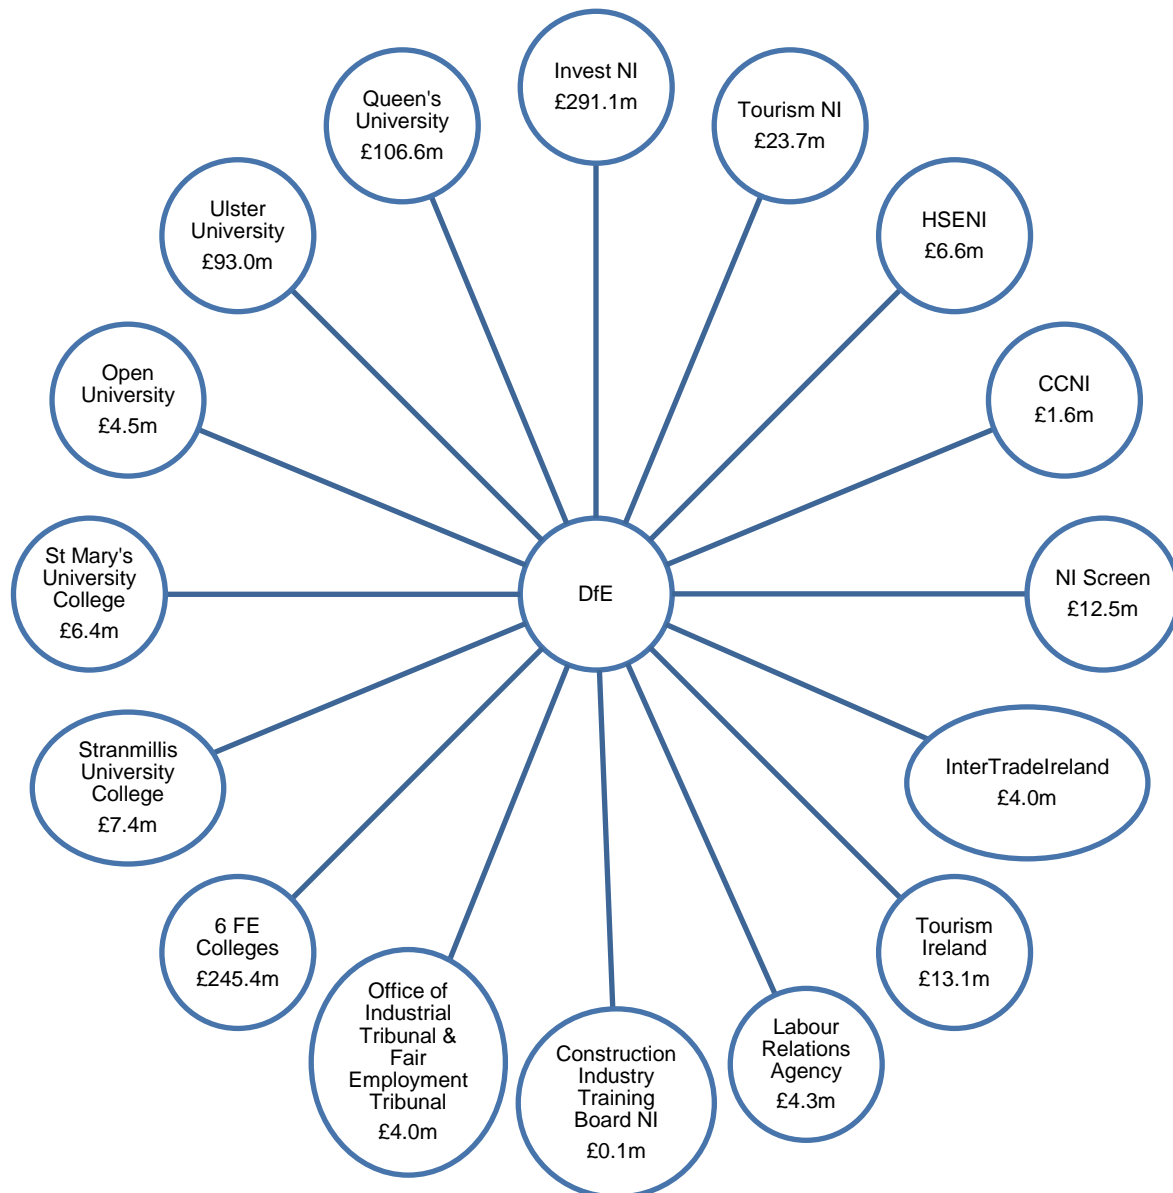 Invest NI
£291.1m
Tourism NI
£23.7m
HSENI
£6.6m
CCNI
£1.6m
NI Screen
£12.5m
InterTradeIreland
£4.0m
Tourism
Ireland
£13.1m
Labour
Relations
Agency
£4.3m
Construction
Industry
Training
Board NI
£0.1m
Office of
Industrial
Tribunal &
Fair
Employment
Tribunal
£4.0m
6 FE
Colleges
£245.4m
Stranmillis
University
College
£7.4m
St Mary's
University
College
£6.4m
Open
University
£4.5m
Ulster
University
£93.0m
Queen's
University
£106.6m
DfE